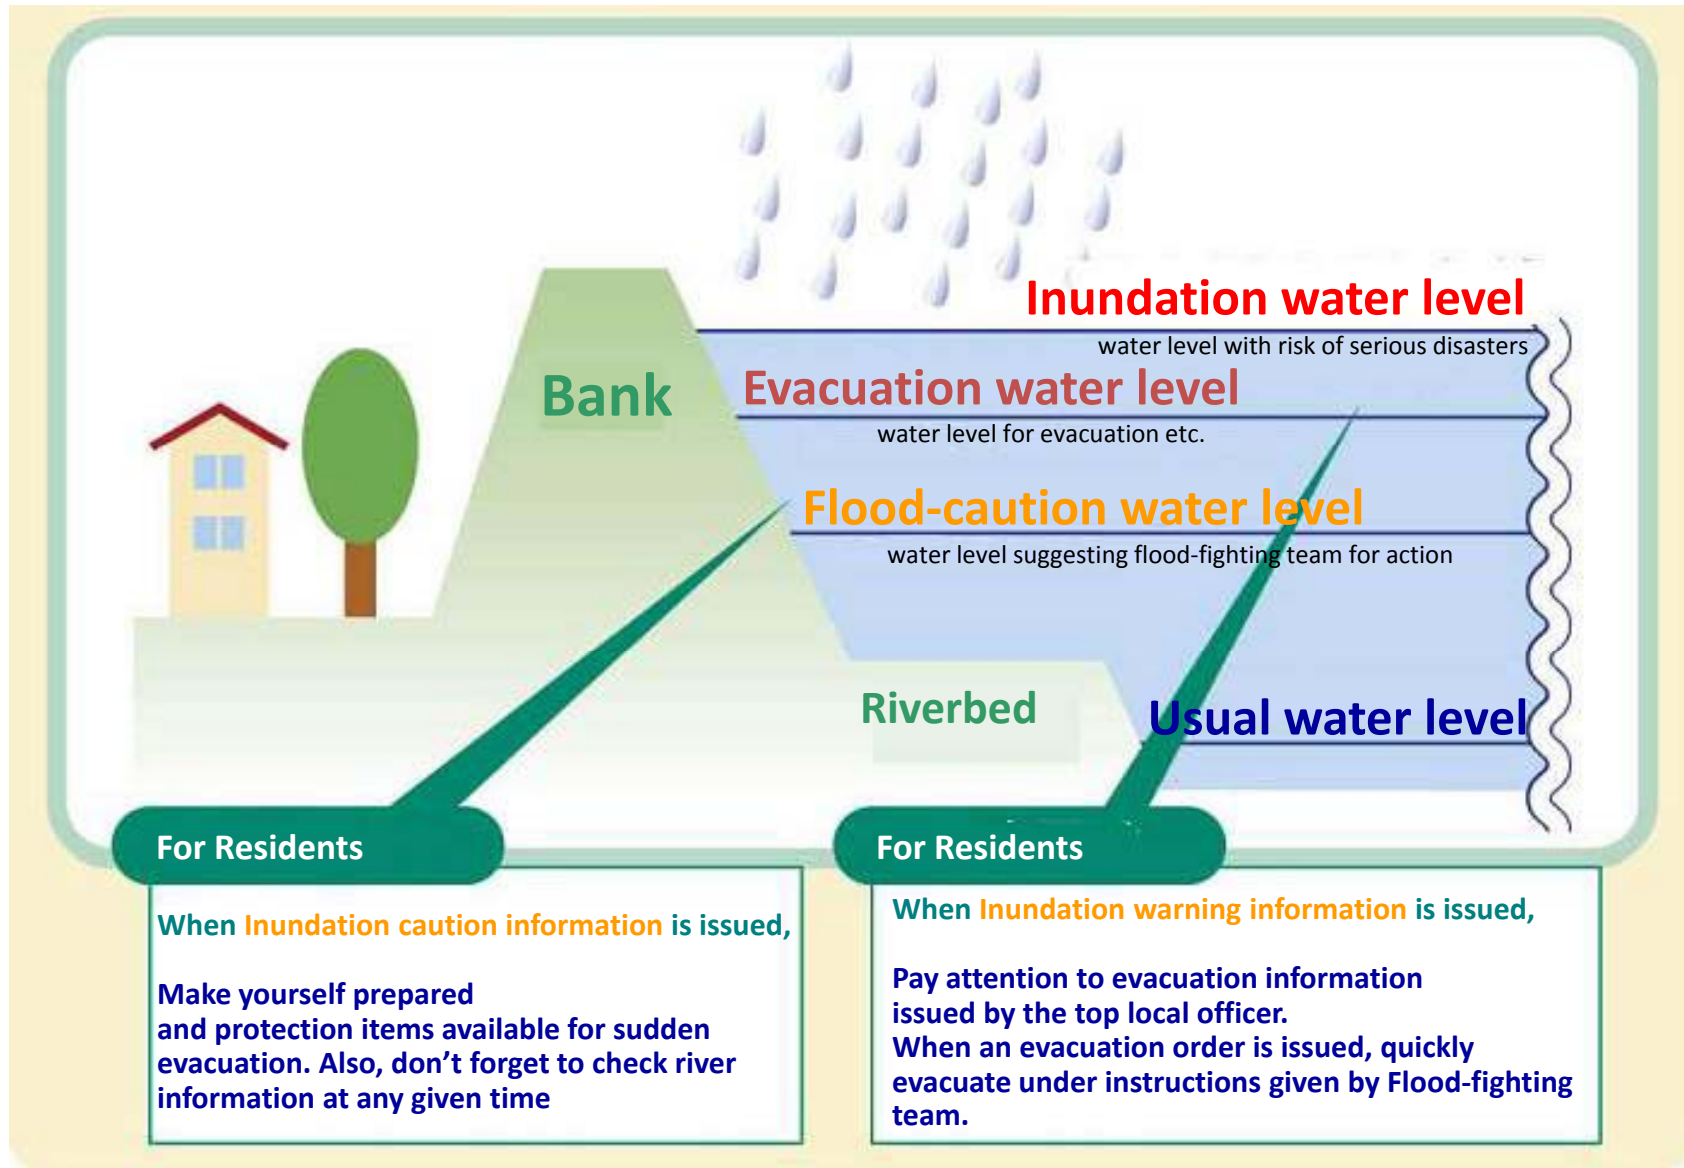 Inundation water level
water level with risk of serious disasters
Bank
Evacuation water level
water level for evacuation etc.
Flood-caution water level
water level suggesting flood-fighting team for action
Riverbed
Usual water level
For Residents
When Inundation caution information is issued,
Make yourself prepared
and protection items available for sudden
evacuation. Also, don’t forget to check river
information at any given time
For Residents
When Inundation warning information is issued,
Pay attention to evacuation information
issued by the top local officer.
When an evacuation order is issued, quickly
evacuate under instructions given by Flood-fighting
team.